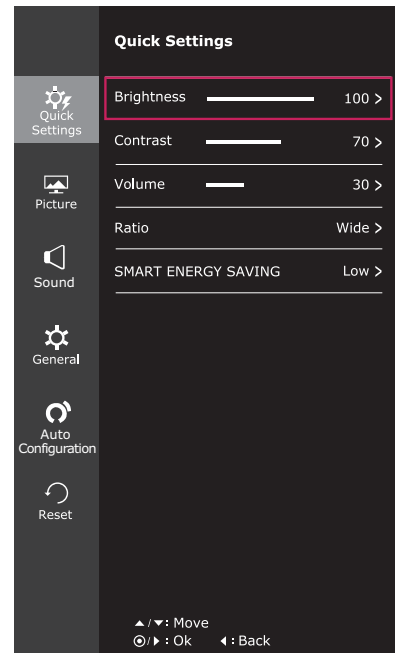 Quick Settings
Quick
Settings
Picture
Sound
General
Auto
Configuration
Reset
Brightness 100 >
Contrast 70 >
Volume 30 >
Ratio Wide >
SMART ENERGY SAVING Low >
▲/▼: Move
◉/▶ : Ok ◀ : Back